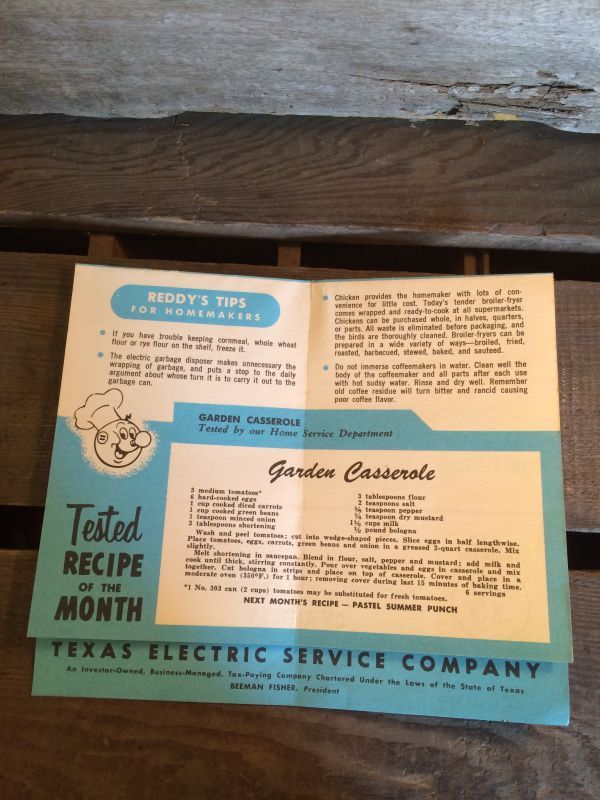 REDDY'S TIPS
FOR HOMEMAKERS
• If you have trouble keeping cornmeal, whole wheat
flour or rye flour on the shelf, freeze it.
• The electric garbage disposer makes unnecessary the
wrapping of garbage, and puts a stop to the daily
argument about whose turn it is to carry it out to the
garbage can.
• Chicken provides the homemaker with lots of con-
venience for little cost. Today's tender broiler-fryer
comes wrapped and ready-to-cook at all supermarkets.
Chickens can be purchased whole, in halves, quarters,
or parts. All waste is eliminated before packaging, and
the birds are thoroughly cleaned. Broiler-fryers can be
prepared in a wide variety of ways—broiled, fried,
roasted, barbecued, stewed, baked, and sauteed.
• Do not immerse coffeemakers in water. Clean well the
body of the coffeemaker and all parts after each use
with hot sudsy water. Rinse and dry well. Remember
old coffee residue will turn bitter and rancid causing
poor coffee flavor.
GARDEN CASSEROLE
Tested by our Home Service Department
Tested
RECIPE
OF THE
MONTH
Garden Casserole
3 medium tomatoes*
6 hard-cooked eggs
1 cup cooked diced carrots
1 cup cooked green beans
1 teaspoon minced onion
3 tablespoons shortening
3 tablespoons flour
2 teaspoons salt
teaspoon pepper
teaspoon dry mustard
1½ cups milk
½ pound bologna
Wash and peel tomatoes; cut into wedge-shaped pieces. Slice eggs in half lengthwise.
Place tomatoes, eggs, carrots, green beans and onion in a greased 2-quart casserole. Mix
slightly.
Melt shortening in saucepan. Blend in flour, salt, pepper and mustard; add milk and
cook until thick, stirring constantly. Pour over vegetables and eggs in casserole and mix
together. Cut bologna in strips and place on top of casserole. Cover and place in a
moderate oven (350°F.) for 1 hour; removing cover during last 15 minutes of baking time.
6 servings
*1 No. 303 can (2 cups) tomatoes may be substituted for fresh tomatoes.
NEXT MONTH'S RECIPE — PASTEL SUMMER PUNCH
TEXAS ELECTRIC SERVICE COMPANY
An Investor-Owned, Business-Managed, Tax-Paying Company Chartered Under the Laws of the State of Texas
BEEMAN FISHER, President